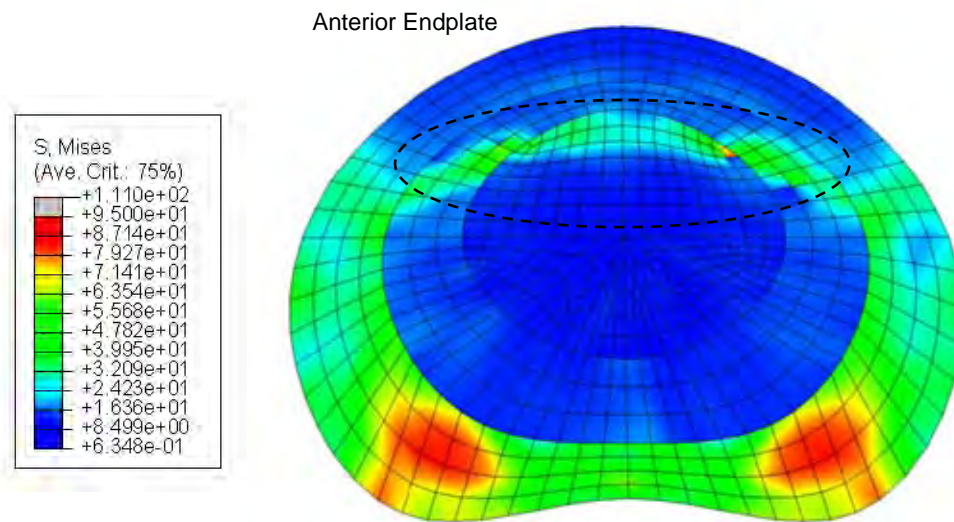 Anterior Endplate
S, Mises
(Ave. Crit.: 75%)
+1.110e+02
+9.500e+01
+8.714e+01
+7.927e+01
+7.141e+01
+6.354e+01
+5.568e+01
+4.782e+01
+3.995e+01
+3.209e+01
+2.423e+01
+1.636e+01
+8.499e+00
+6.348e-01